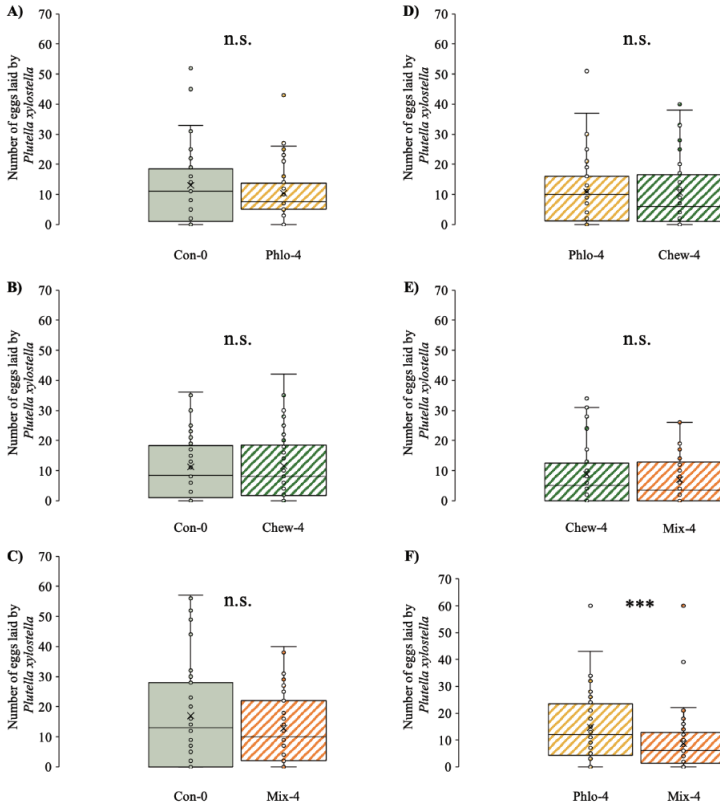 A)
Number of eggs laid by
Plutella xylostella
70
60
50
40
30
20
10
0
n.s.
Con-0 Phlo-4
D)
Number of eggs laid by
Plutella xylostella
70
60
50
40
30
20
10
0
n.s.
Phlo-4 Chew-4
B)
Number of eggs laid by
Plutella xylostella
70
60
50
40
30
20
10
0
n.s.
Con-0 Chew-4
E)
Number of eggs laid by
Plutella xylostella
70
60
50
40
30
20
10
0
n.s.
Chew-4 Mix-4
C)
Number of eggs laid by
Plutella xylostella
70
60
50
40
30
20
10
0
n.s.
Con-0 Mix-4
F)
Number of eggs laid by
Plutella xylostella
70
60
50
40
30
20
10
0
***
Phlo-4 Mix-4